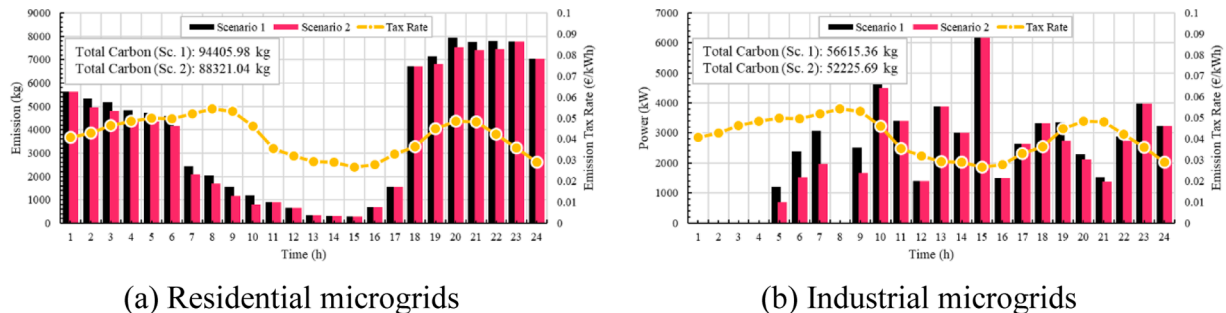 Scenario 1 Scenario 2 Tax Rate
9000 8000 7000 6000 5000 4000 3000 2000 1000 0
Emission (kg)
Total Carbon (Sc. 1): 94405.98 kg
Total Carbon (Sc. 2): 88321.04 kg
0.1 0.09 0.08 0.07 0.06 0.05 0.04 0.03 0.02 0.01 0
Emission Tax Rate (€/kWh)
1 2 3 4 5 6 7 8 9 10 11 12 13 14 15 16 17 18 19 20 21 22 23 24
Time (h)
(a) Residential microgrids
Scenario 1 Scenario 2 Tax Rate
7000 6000 5000 4000 3000 2000 1000 0
Power (kW)
Total Carbon (Sc. 1): 56615.36 kg
Total Carbon (Sc. 2): 52225.69 kg
0.1 0.09 0.08 0.07 0.06 0.05 0.04 0.03 0.02 0.01 0
Emission Tax Rate (€/kWh)
1 2 3 4 5 6 7 8 9 10 11 12 13 14 15 16 17 18 19 20 21 22 23 24
Time (h)
(b) Industrial microgrids